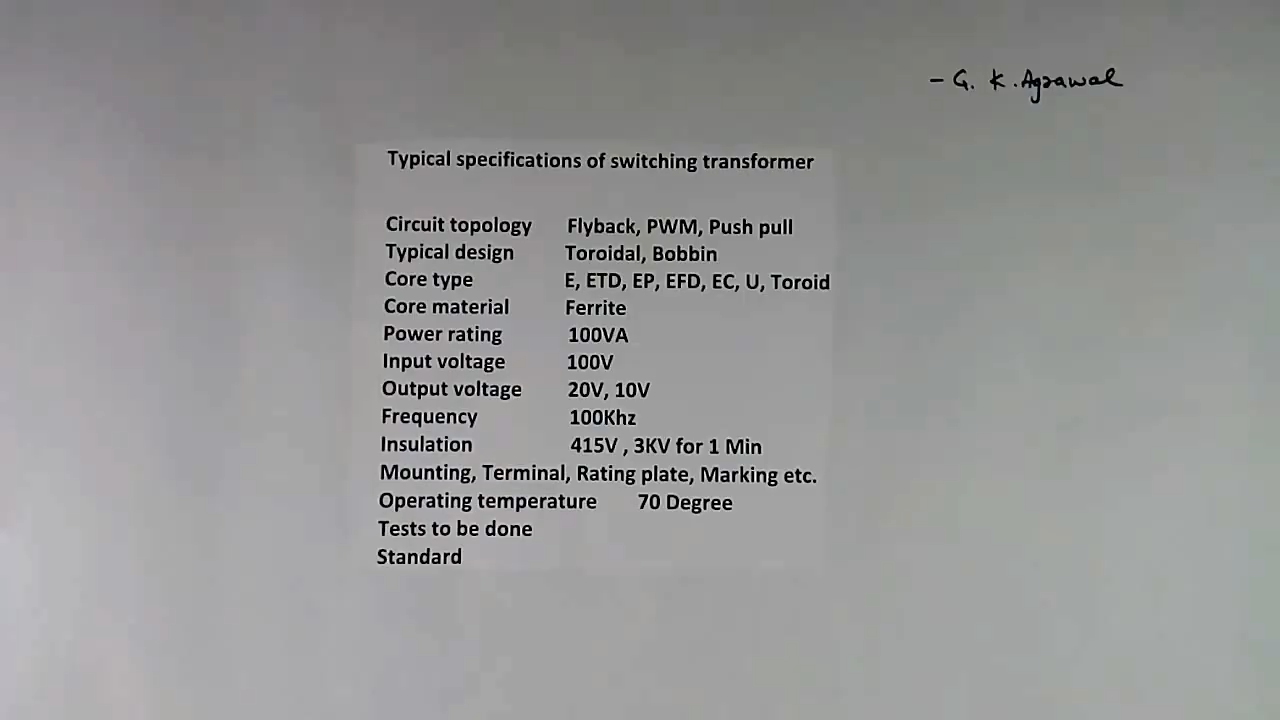 - G. K. Agrawal
Typical specifications of switching transformer
Circuit topology Flyback, PWM, Push pull
Typical design Toroidal, Bobbin
Core type E, ETD, EP, EFD, EC, U, Toroid
Core material Ferrite
Power rating 100VA
Input voltage 100V
Output voltage 20V, 10V
Frequency 100Khz
Insulation 415V , 3KV for 1 Min
Mounting, Terminal, Rating plate, Marking etc.
Operating temperature 70 Degree
Tests to be done
Standard